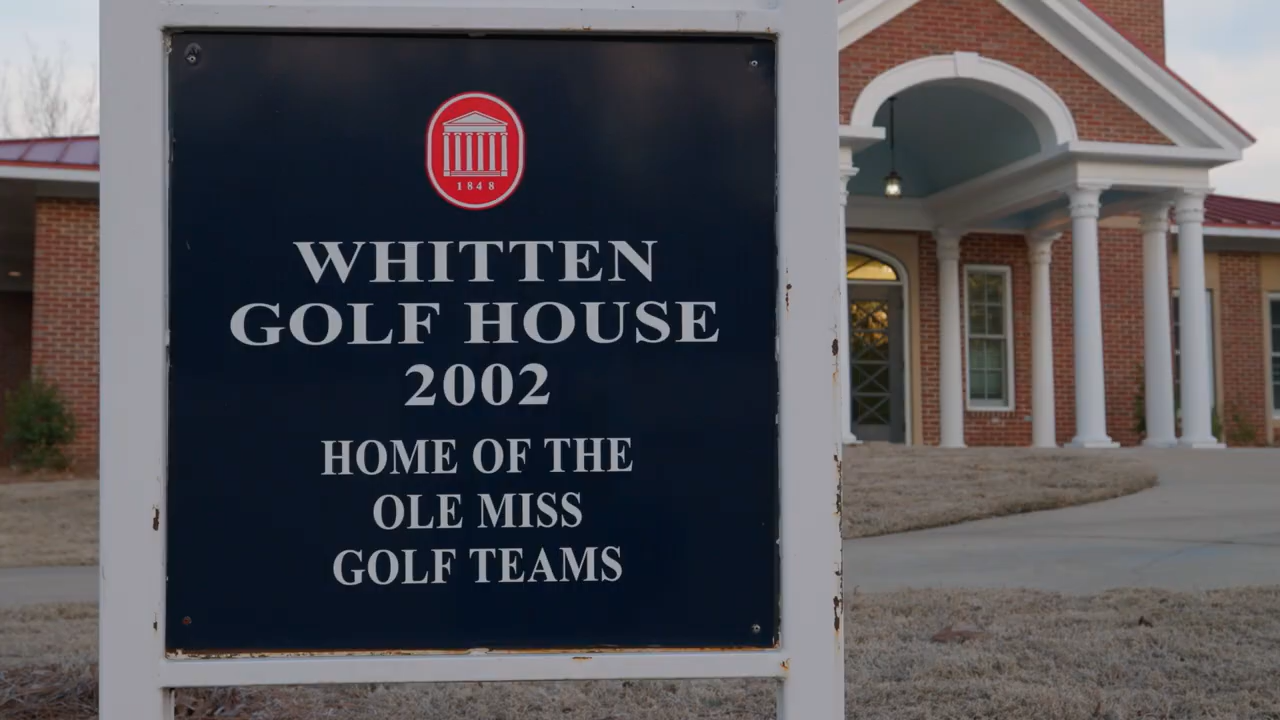 1848
WHITTEN
GOLF HOUSE
2002
HOME OF THE
OLE MISS
GOLF TEAMS